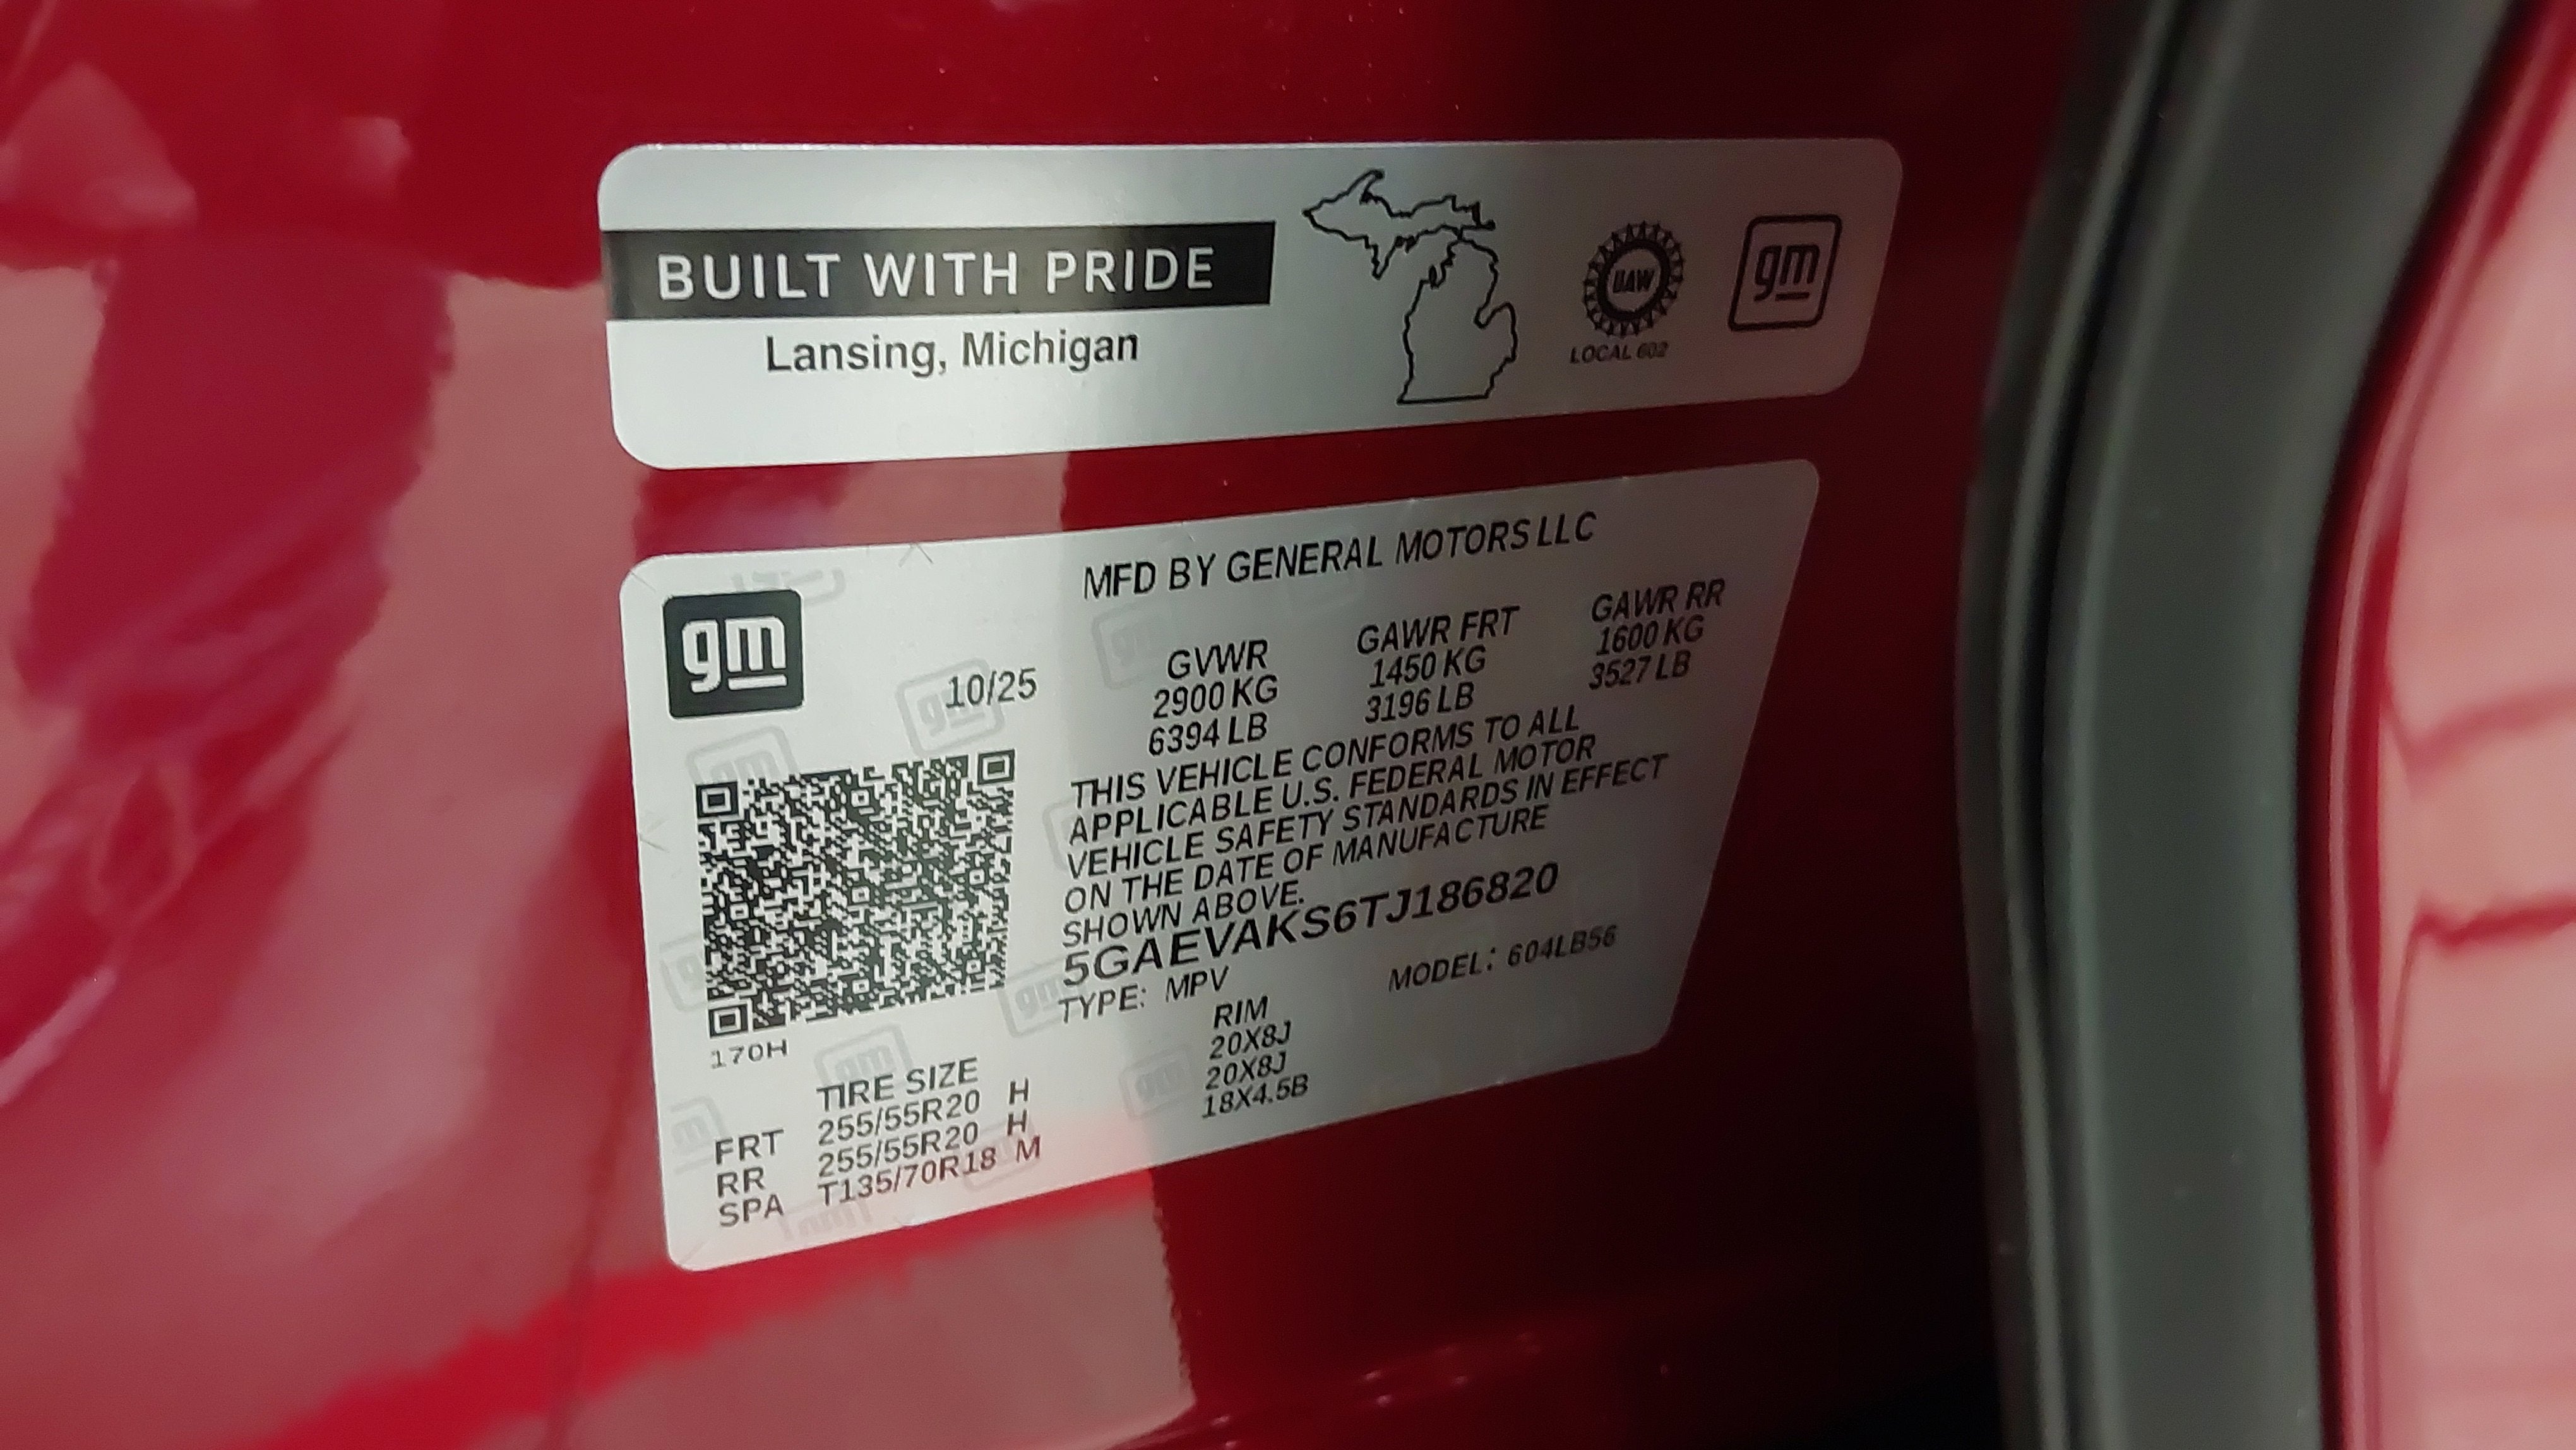 BUILT WITH PRIDE
Lansing, Michigan
UAW
LOCAL 602
gm
MFD BY GENERAL MOTORS LLC
gm
10/25
GVWR GAWR FRT GAWR RR
2900 KG 1450 KG 1600 KG
6394 LB 3196 LB 3527 LB
THIS VEHICLE CONFORMS TO ALL
APPLICABLE U.S. FEDERAL MOTOR
VEHICLE SAFETY STANDARDS IN EFFECT
ON THE DATE OF MANUFACTURE
SHOWN ABOVE.
5GAEVAKS6TJ186820
TYPE: MPV MODEL: 604LB56
170H
TIRE SIZE RIM
FRT 255/55R20 H 20X8J
RR 255/55R20 H 20X8J
SPA T135/70R18 M 18X4.5B